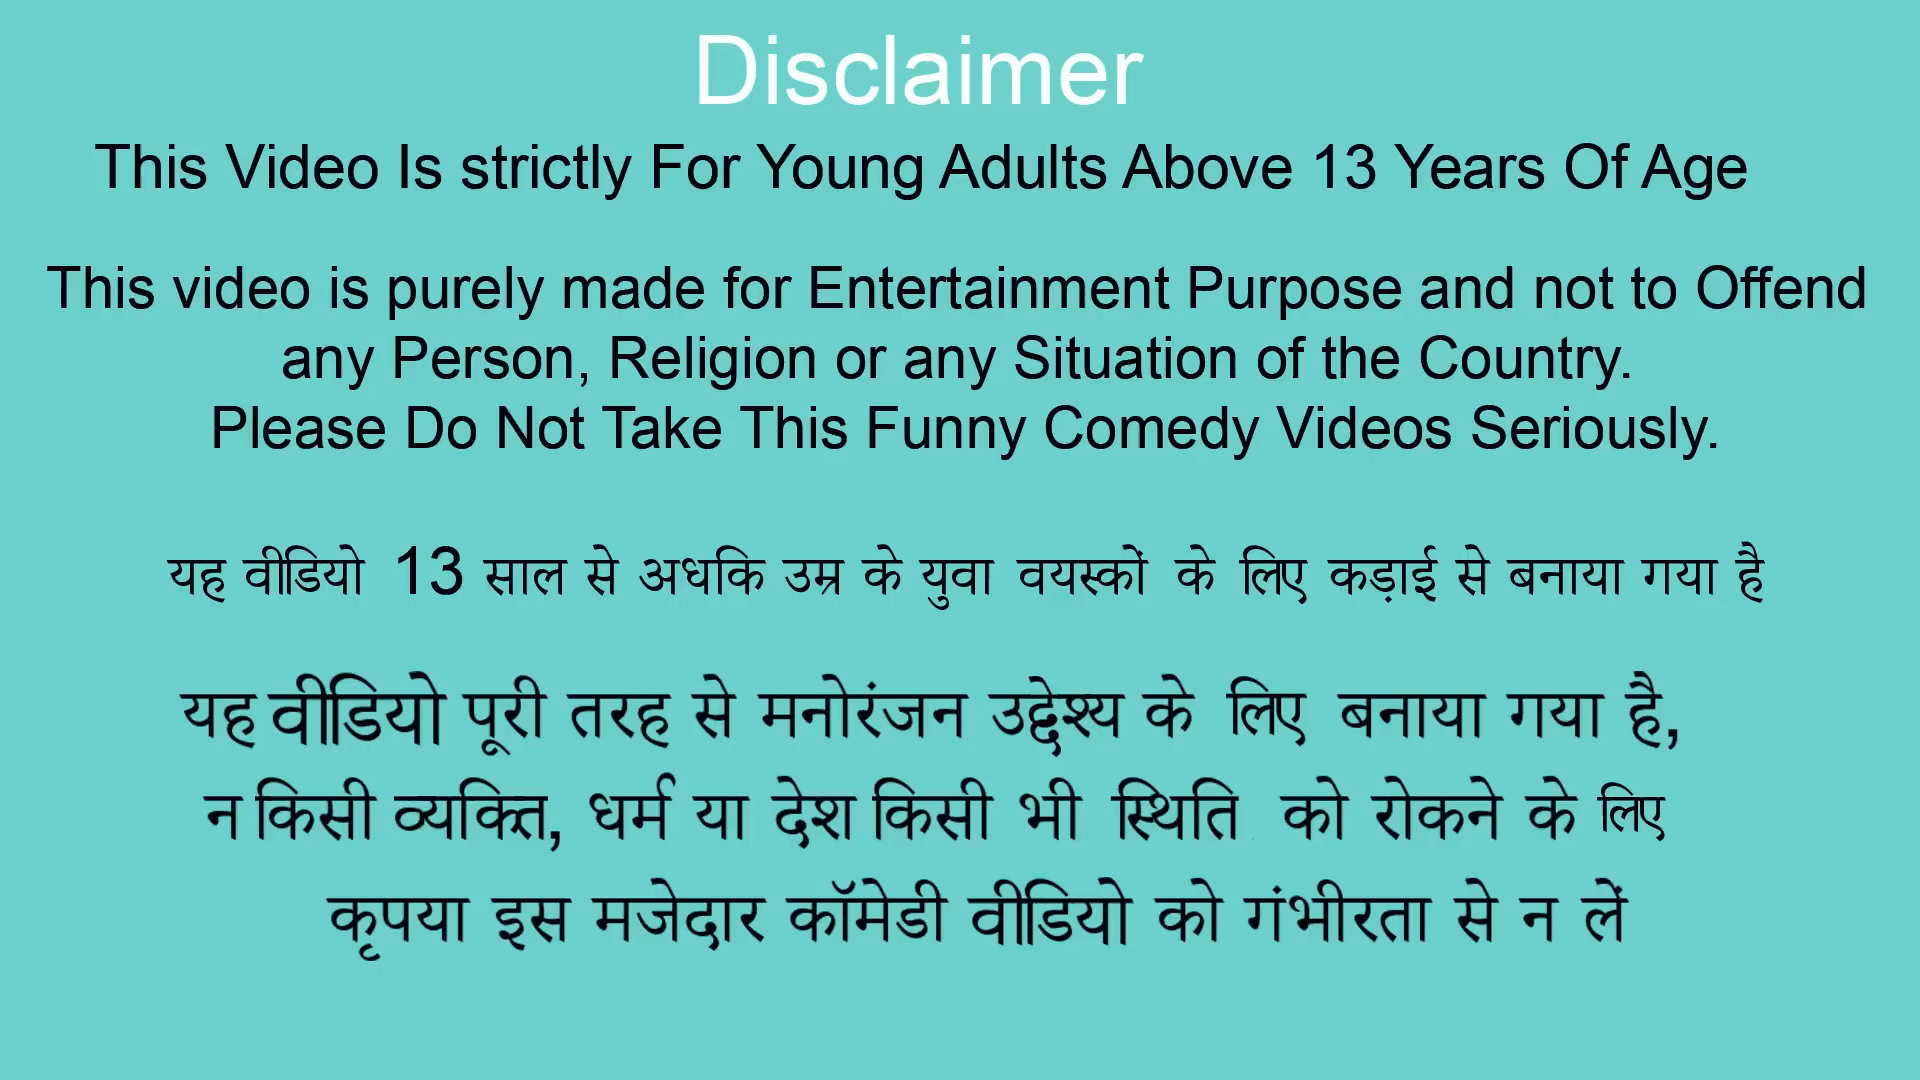 Disclaimer
This Video Is strictly For Young Adults Above 13 Years Of Age
This video is purely made for Entertainment Purpose and not to Offend
any Person, Religion or any Situation of the Country.
Please Do Not Take This Funny Comedy Videos Seriously.
यह वीडियो 13 साल से अधकि उम्र के युवा वयस्कों के लिए कड़ाई से बनाया गया है
यह वीडियो पूरी तरह से मनोरंजन उद्देश्य के लिए बनाया गया है,
न किसी व्यक्ति, धर्म या देश किसी भी स्थिति को रोकने के लिए
कृपया इस मजेदार कॉमेडी वीडियो को गंभीरता से न लें